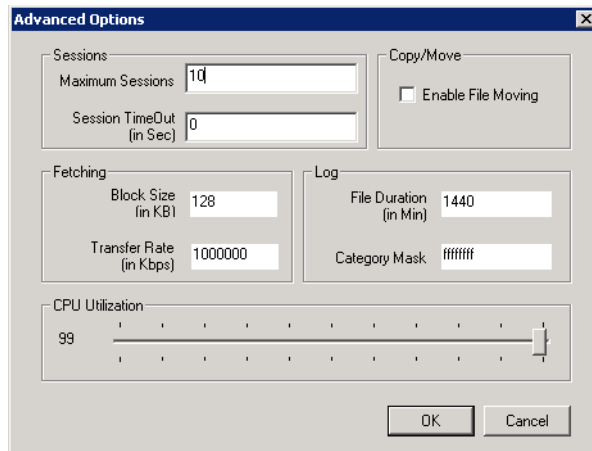 Advanced Options
Sessions
Maximum Sessions 10
Session TimeOut
(in Sec) 0
Copy/Move
Enable File Moving
Fetching
Block Size
(in KB) 128
Transfer Rate
(in Kbps) 1000000
Log
File Duration
(in Min) 1440
Category Mask ffffffff
CPU Utilization
99
OK Cancel